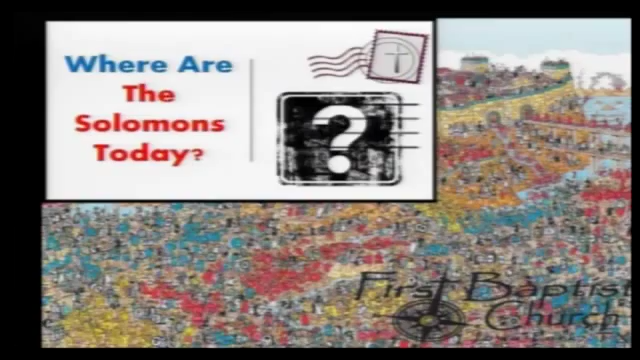 Where Are
The
Solomons
Today?
?
First Baptist
Church